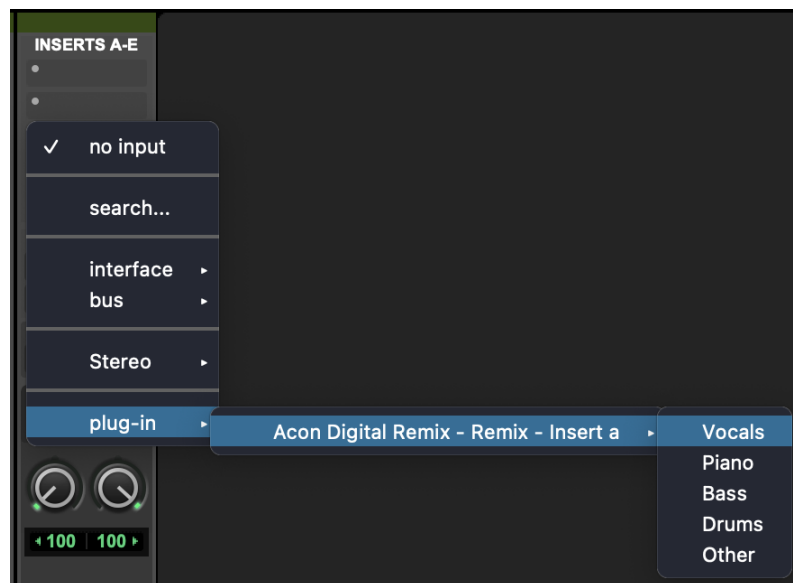 INSERTS A-E
no input
search...
interface
bus
Stereo
plug-in
Acon Digital Remix - Remix - Insert a
Vocals
Piano
Bass
Drums
Other
100 100